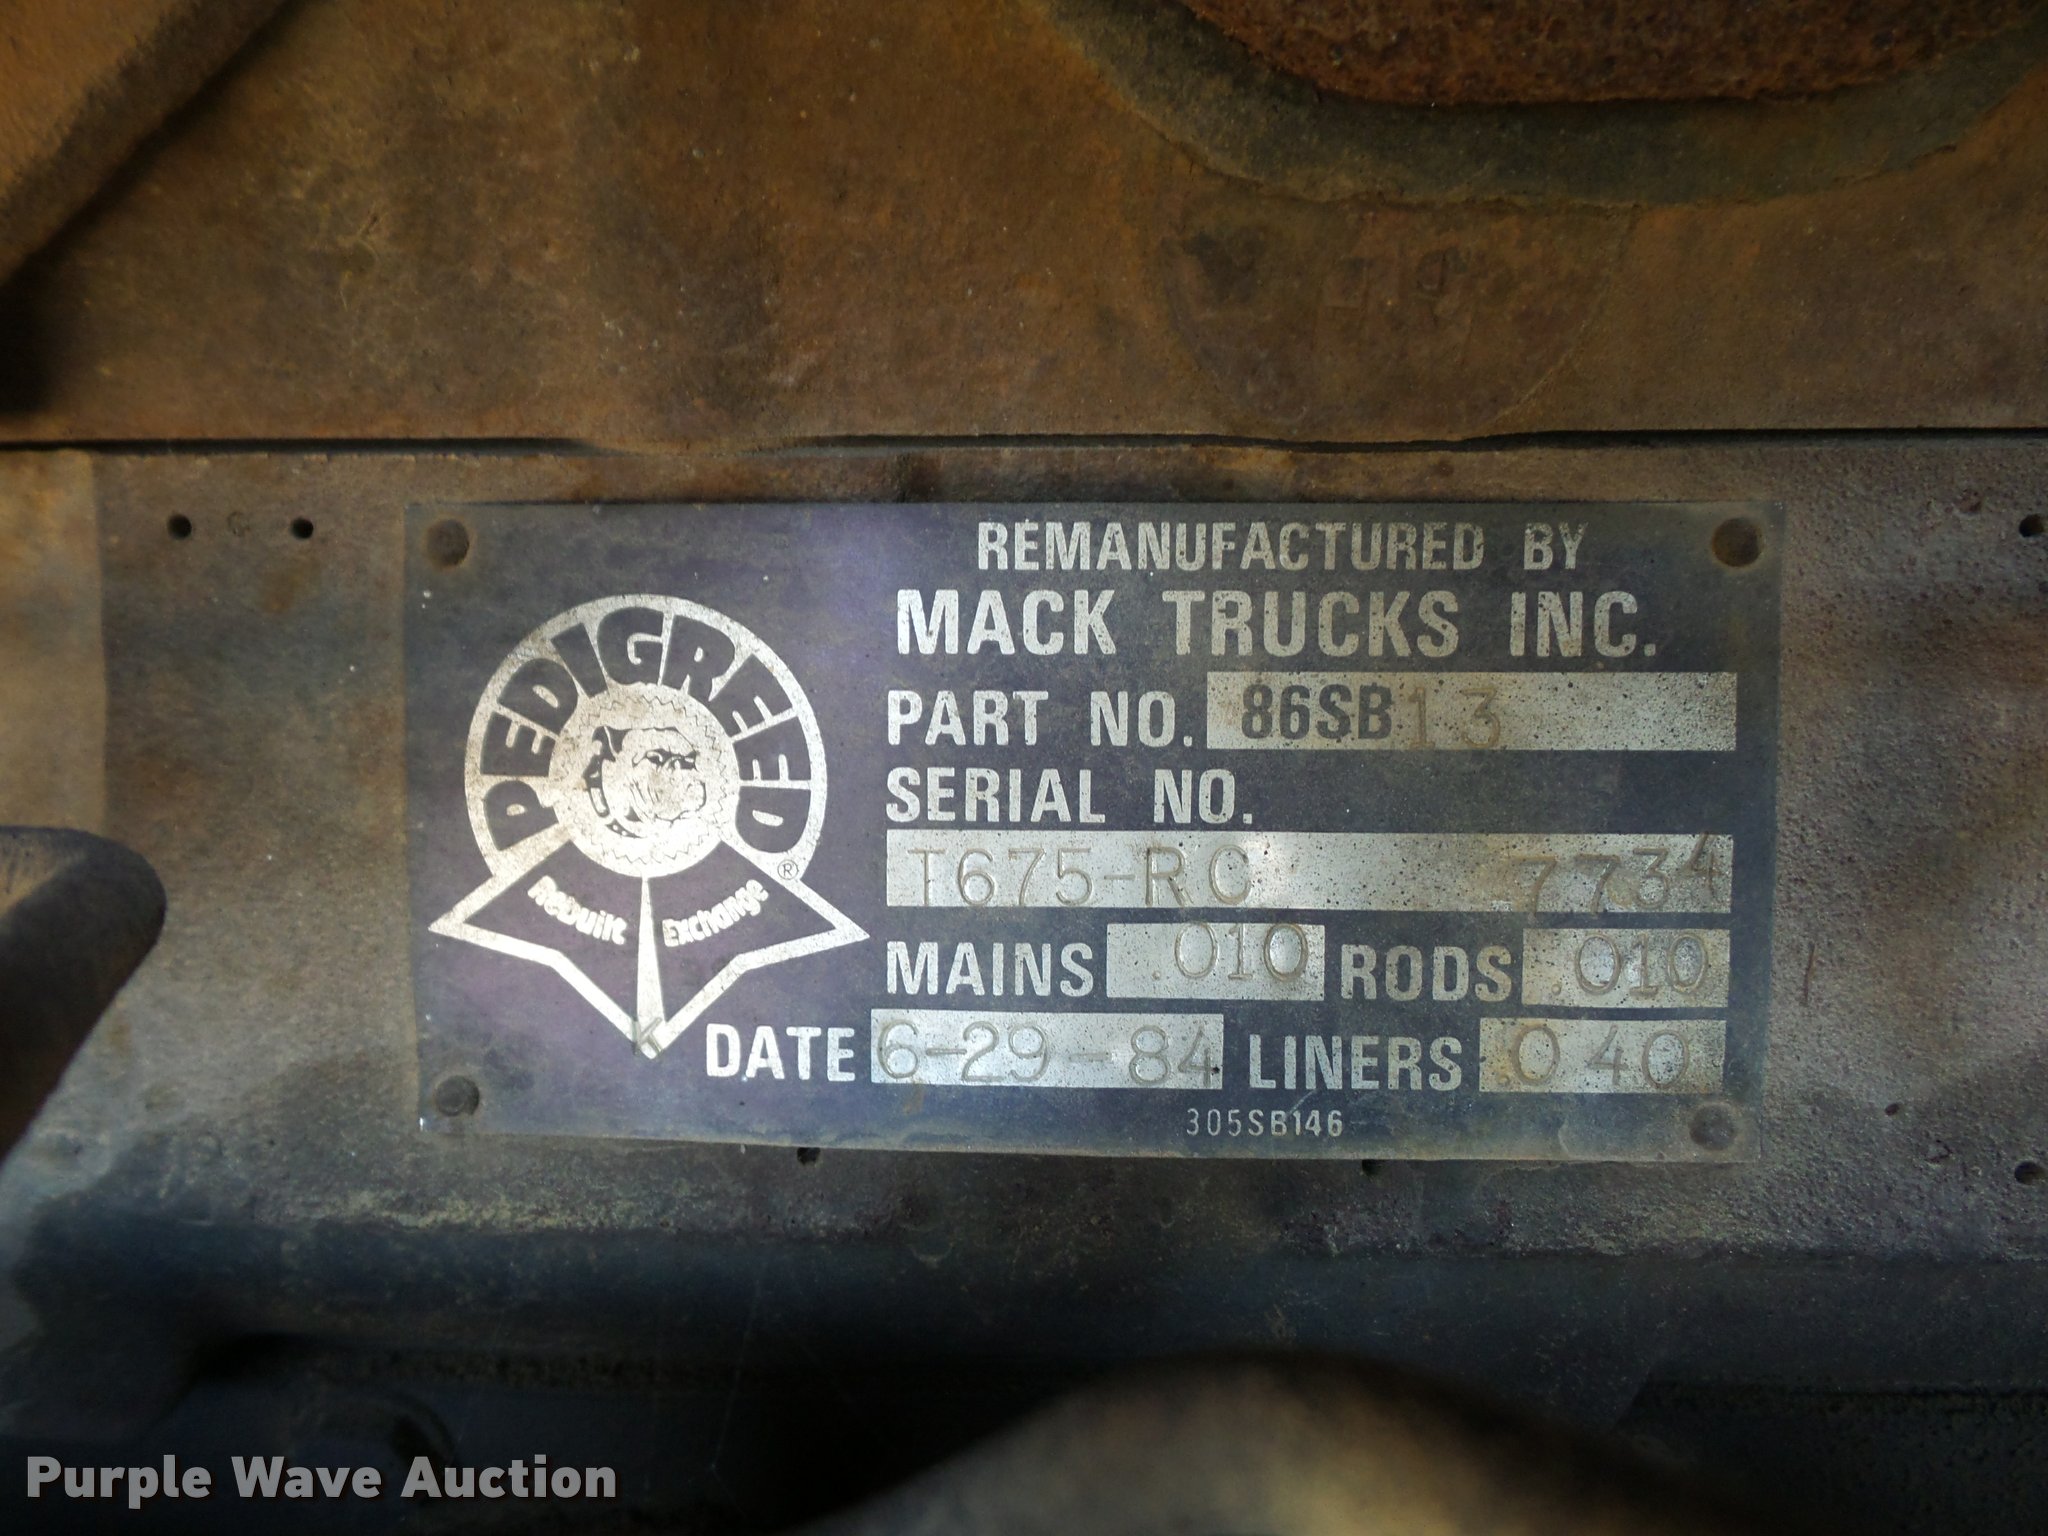 REMANUFACTURED BY
MACK TRUCKS INC.
PART NO. 86SB13
SERIAL NO.
T675-RC 7734
MAINS .010 RODS .010
DATE 6-29-84 LINERS .040
305SB146
PEDIGREED®
Rebuilt Exchange
Purple Wave Auction